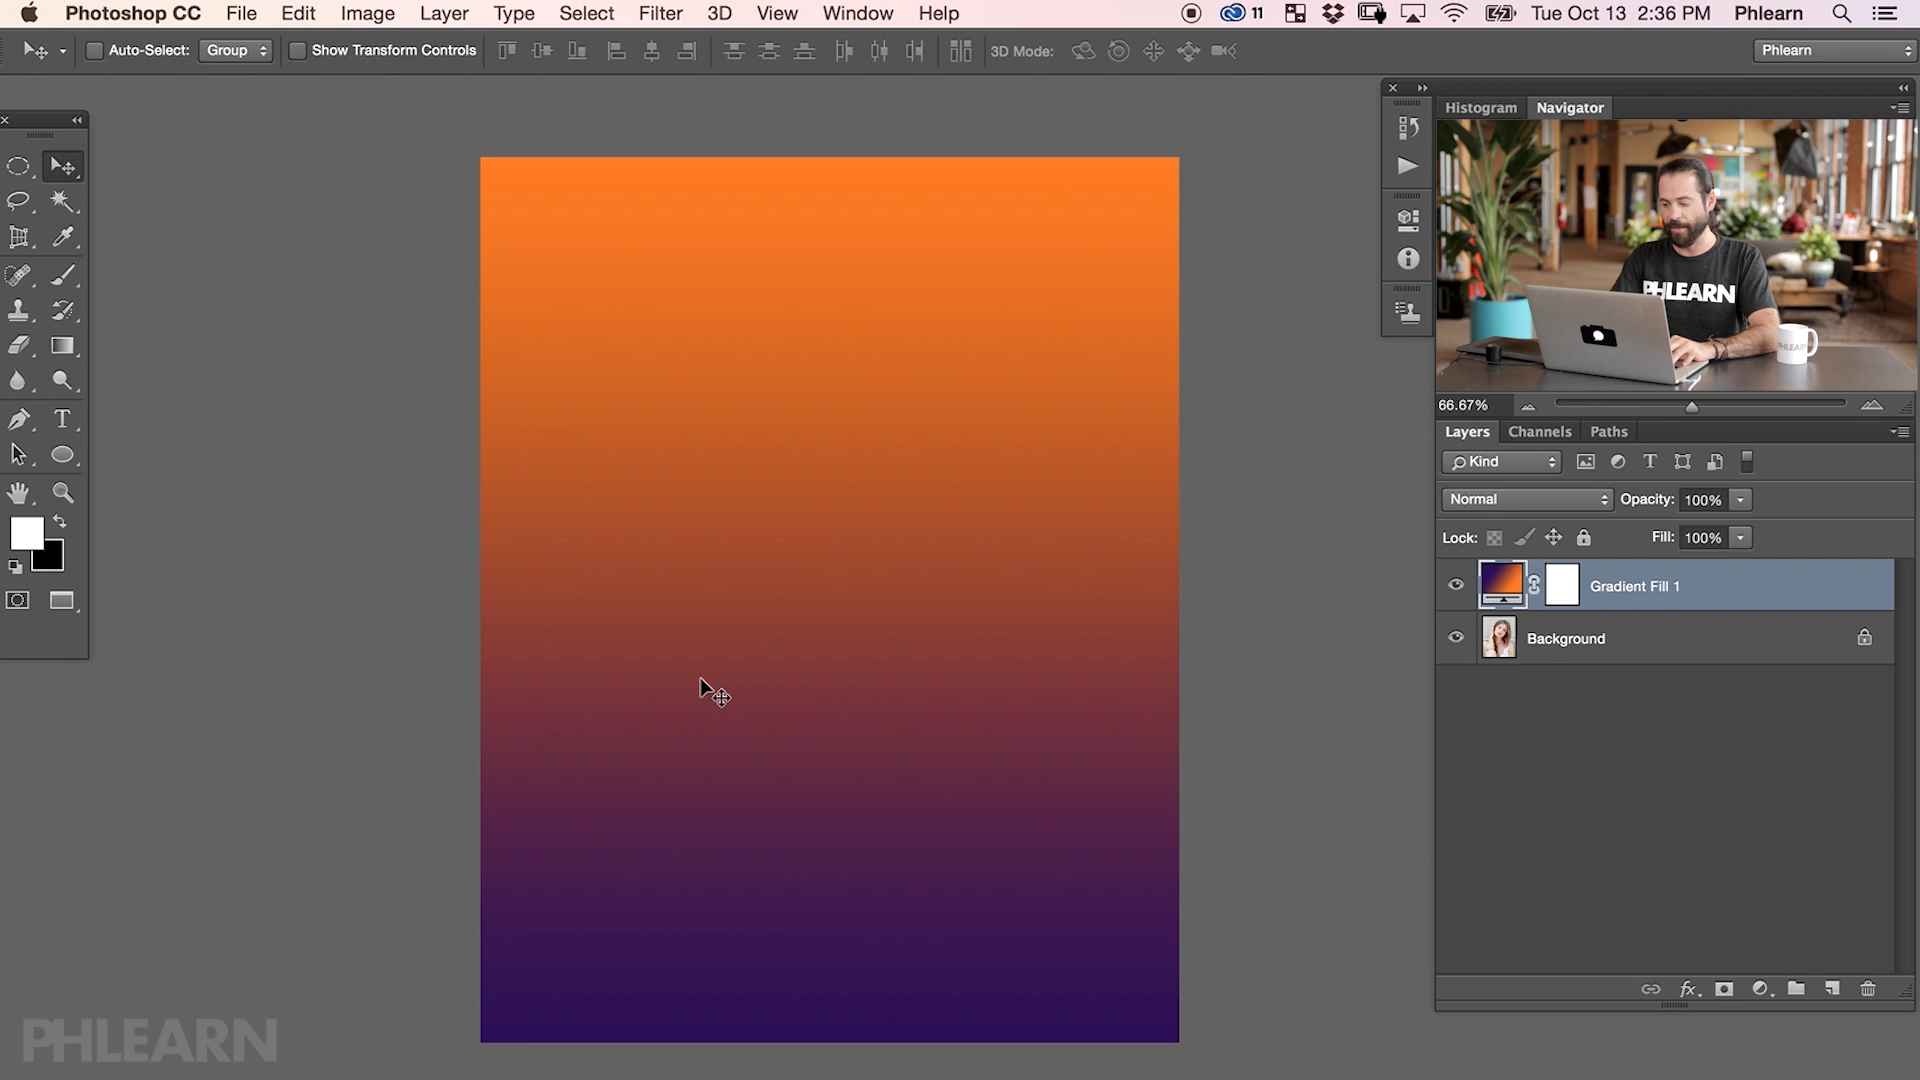 Photoshop CC File Edit Image Layer Type Select Filter 3D View Window Help 11 Tue Oct 13 2:36 PM Phlearn
Auto-Select: Group Show Transform Controls 3D Mode: Phlearn
Histogram Navigator
PHLEARN
PHLEARN
66.67%
Layers Channels Paths
Kind
Normal Opacity: 100%
Lock: Fill: 100%
Gradient Fill 1
Background
fx
PHLEARN